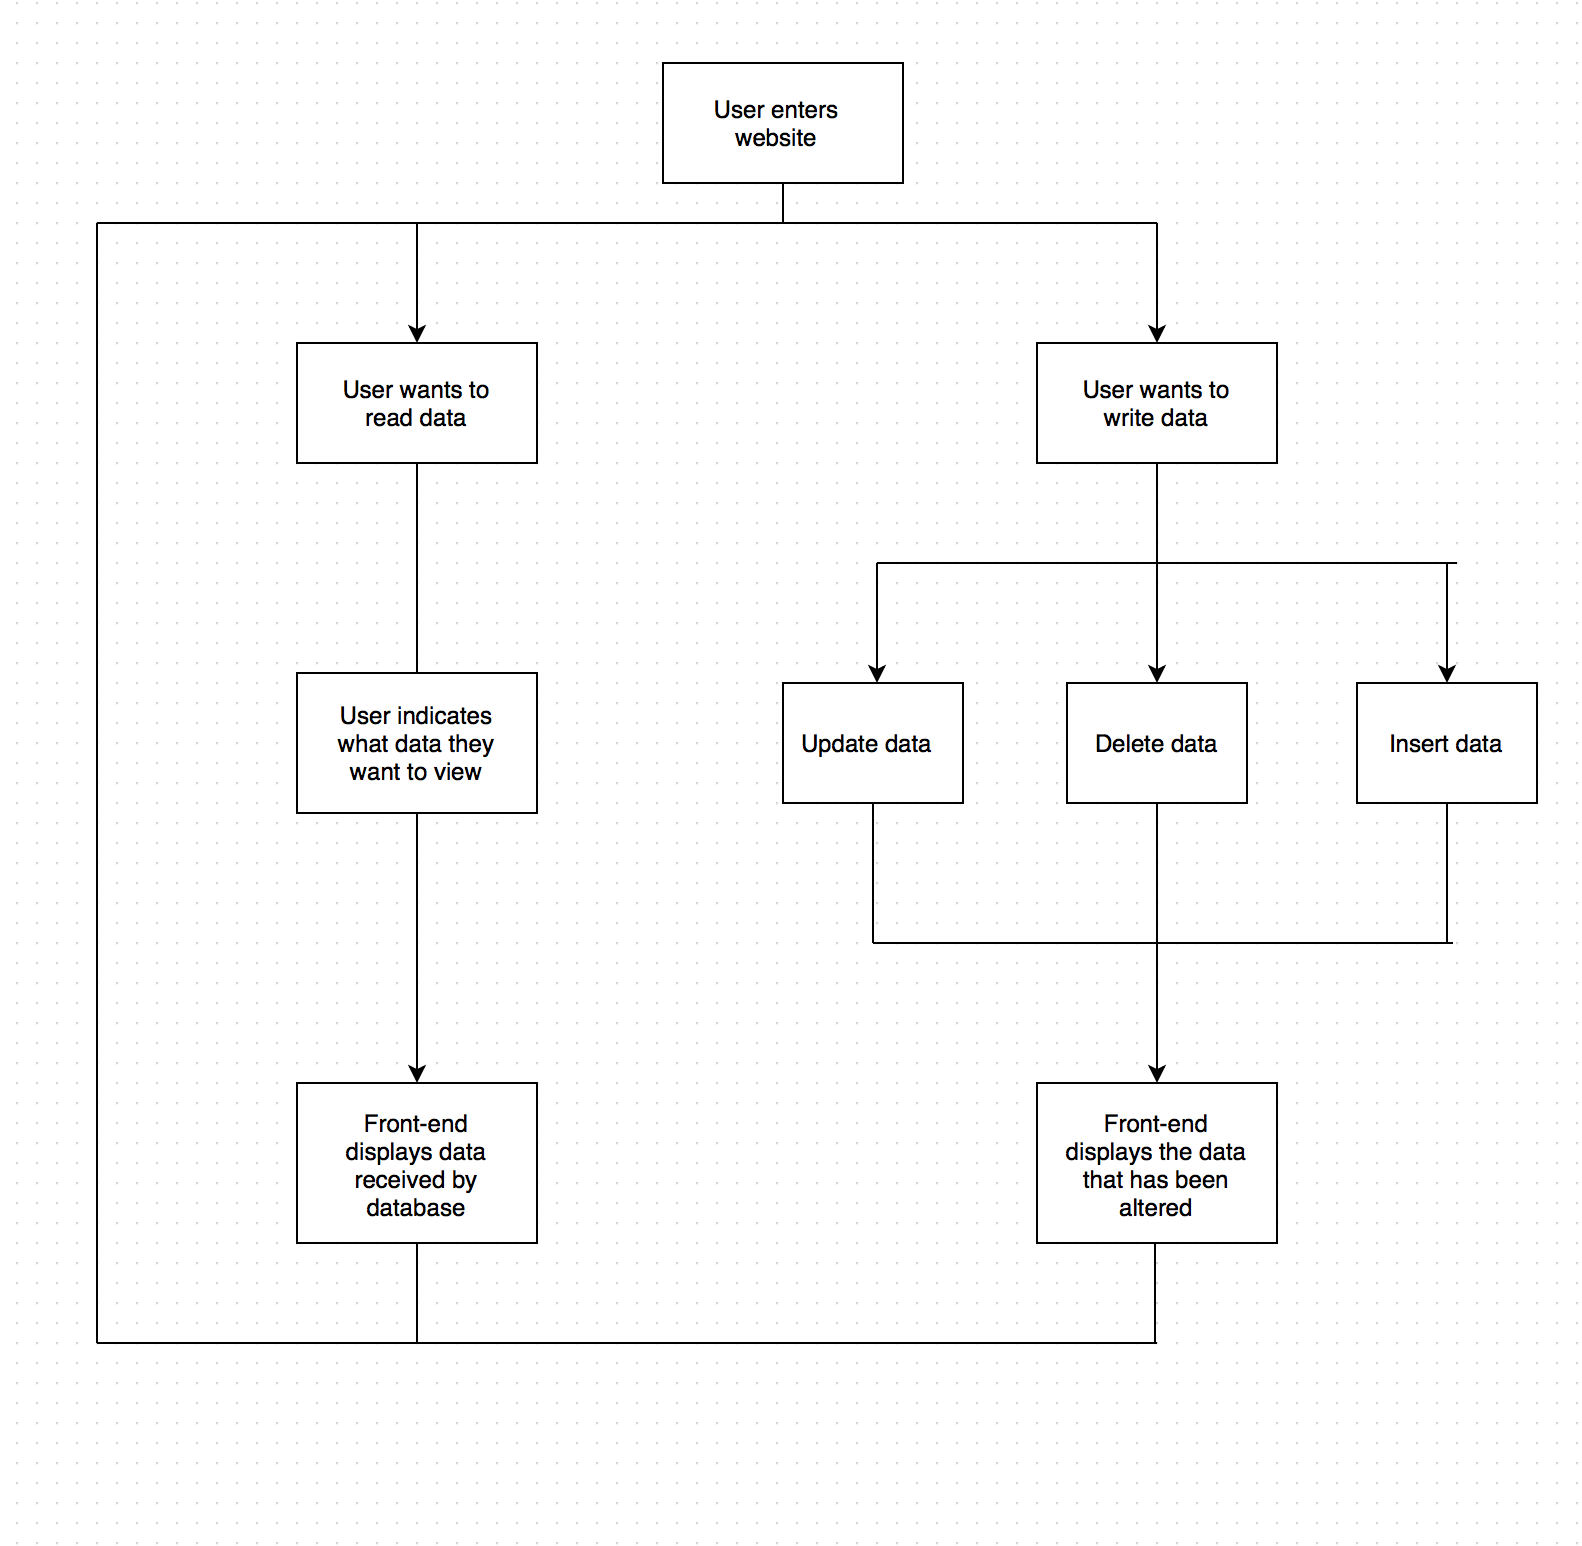 User enters
website
User wants to
read data
User wants to
write data
User indicates
what data they
want to view
Update data
Delete data
Insert data
Front-end
displays data
received by
database
Front-end
displays the data
that has been
altered